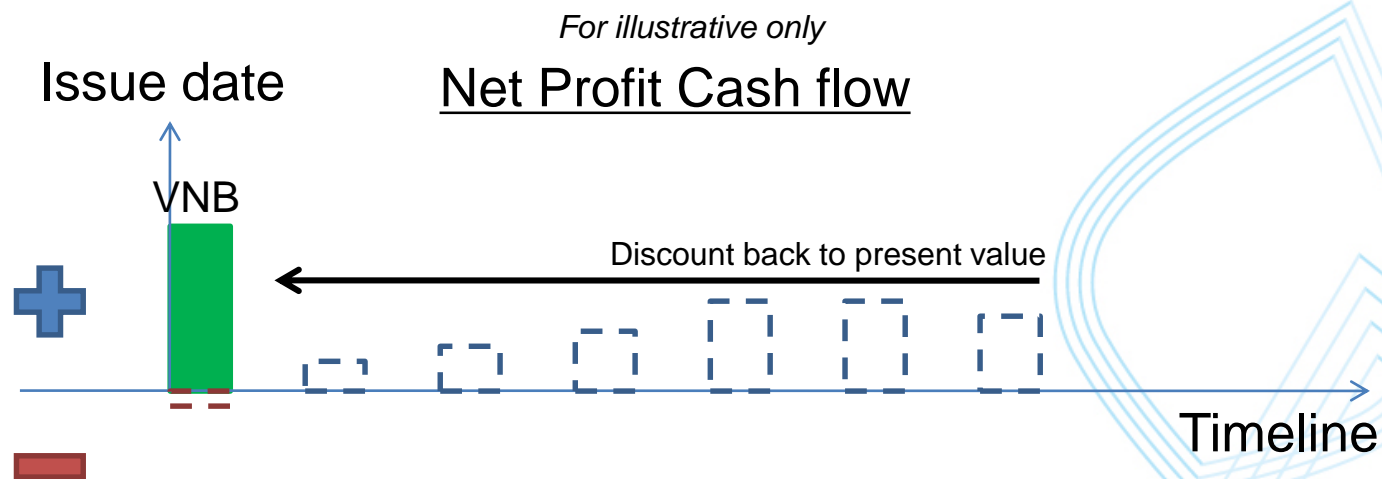 For illustrative only
Issue date
Net Profit Cash flow
VNB
Discount back to present value
Timeline